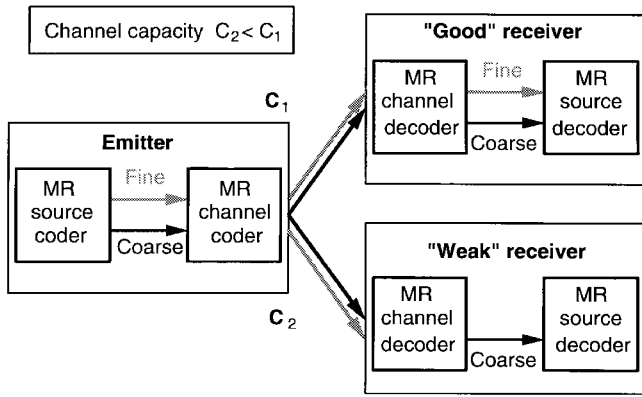 Channel capacity C2 < C1
"Good" receiver
MR
channel
decoder
Fine
Coarse
MR
source
decoder
C1
Emitter
MR
source
coder
Fine
Coarse
MR
channel
coder
C2
"Weak" receiver
MR
channel
decoder
Coarse
MR
source
decoder